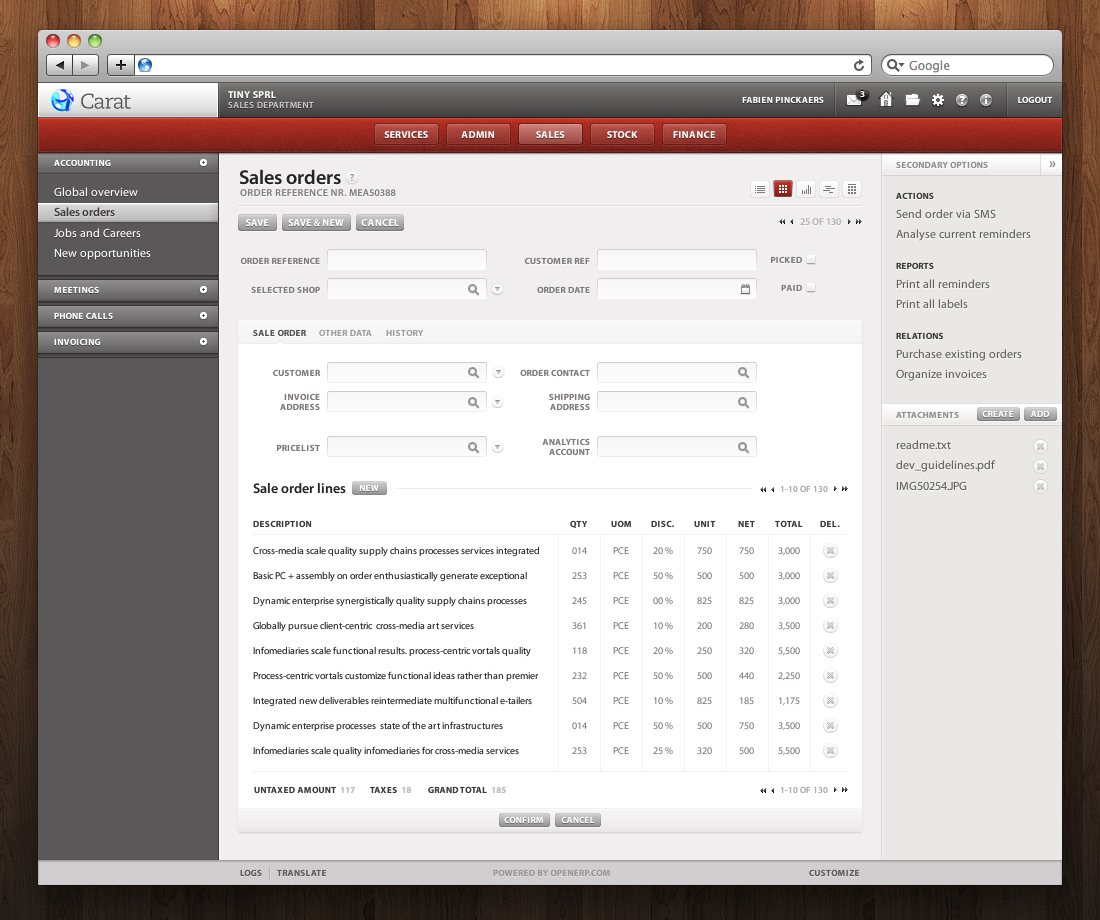 Google
Carat
TINY SPRL
SALES DEPARTMENT
FABIEN PINCKAERS
3
LOGOUT
SERVICES ADMIN SALES STOCK FINANCE
ACCOUNTING
Global overview
Sales orders
Jobs and Careers
New opportunities
MEETINGS
PHONE CALLS
INVOICING
Sales orders ?
ORDER REFERENCE NR. MEA50388
SAVE SAVE & NEW CANCEL
25 OF 130
ORDER REFERENCE CUSTOMER REF PICKED
SELECTED SHOP ORDER DATE PAID
SALE ORDER OTHER DATA HISTORY
CUSTOMER ORDER CONTACT
INVOICE ADDRESS SHIPPING ADDRESS
PRICELIST ANALYTICS ACCOUNT
Sale order lines NEW 1-10 OF 130
DESCRIPTION QTY UOM DISC. UNIT NET TOTAL DEL.
Cross-media scale quality supply chains processes services integrated 014 PCE 20 % 750 750 3,000
Basic PC + assembly on order enthusiastically generate exceptional 253 PCE 50 % 500 500 3,000
Dynamic enterprise synergistically quality supply chains processes 245 PCE 00 % 825 825 3,000
Globally pursue client-centric cross-media art services 361 PCE 10 % 200 280 3,500
Infomediaries scale functional results. process-centric vortals quality 118 PCE 20 % 250 320 5,500
Process-centric vortals customize functional ideas rather than premier 232 PCE 50 % 500 440 2,250
Integrated new deliverables reintermediate multifunctional e-tailers 504 PCE 10 % 825 185 1,175
Dynamic enterprise processes state of the art infrastructures 014 PCE 50 % 500 750 3,500
Infomediaries scale quality infomediaries for cross-media services 253 PCE 25 % 320 500 5,500
UNTAXED AMOUNT 117 TAXES 18 GRAND TOTAL 185 1-10 OF 130
CONFIRM CANCEL
SECONDARY OPTIONS »
ACTIONS
Send order via SMS
Analyse current reminders
REPORTS
Print all reminders
Print all labels
RELATIONS
Purchase existing orders
Organize invoices
ATTACHMENTS CREATE ADD
readme.txt
dev_guidelines.pdf
IMG50254.JPG
LOGS TRANSLATE POWERED BY OPENERP.COM CUSTOMIZE